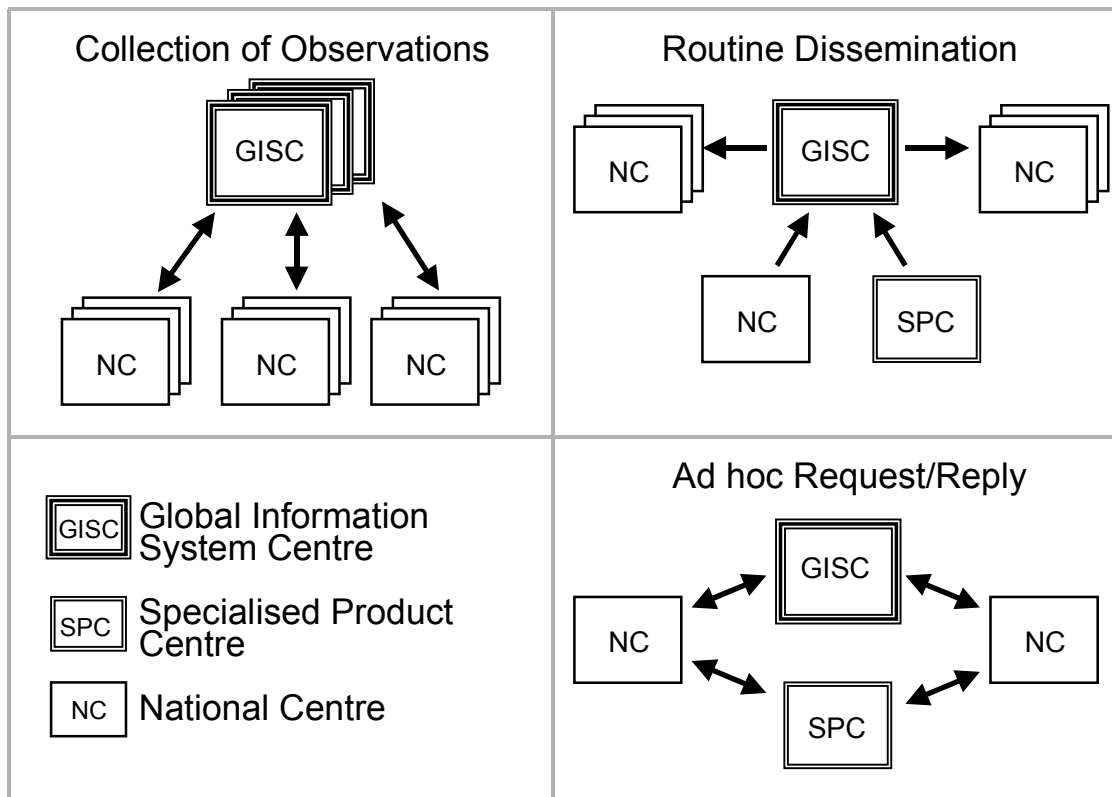 Collection of Observations
GISC
NC
NC
NC
Routine Dissemination
NC
GISC
NC
NC
SPC
GISC
Global Information
System Centre
SPC
Specialised Product
Centre
NC
National Centre
Ad hoc Request/Reply
GISC
NC
NC
SPC